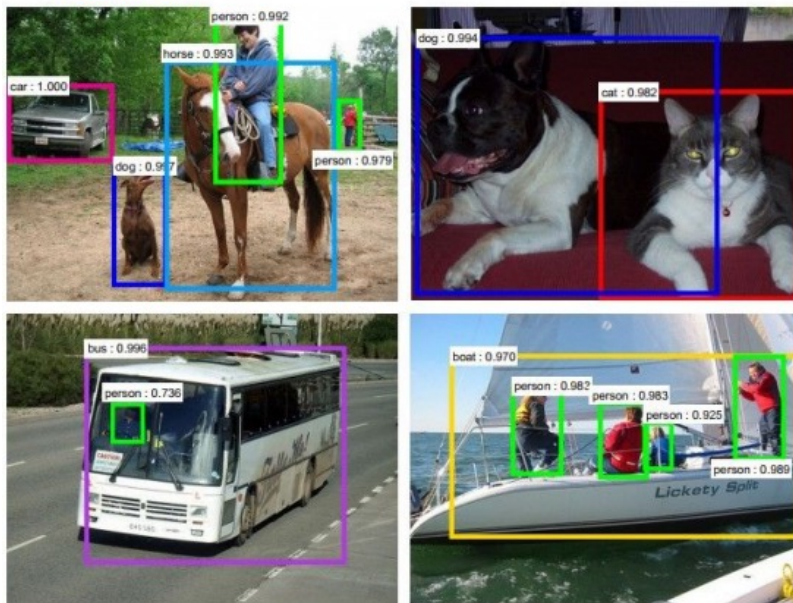 person : 0.992
horse : 0.993
car : 1.000
dog : 0.997
person : 0.979
dog : 0.994
cat : 0.982
bus : 0.996
person : 0.736
CAUTION
boat : 0.970
person : 0.982
person : 0.983
person : 0.925
person : 0.989
Lickety Split